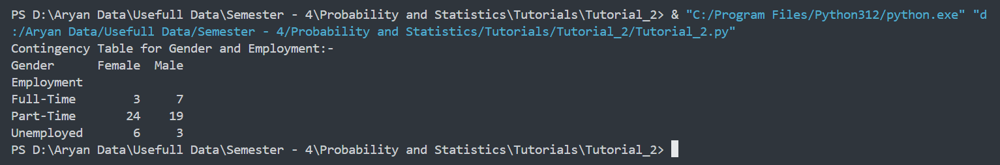 PS D:\Aryan Data\Usefull Data\Semester - 4\Probability and Statistics\Tutorials\Tutorial_2> & "C:/Program Files/Python312/python.exe" "d
:/Aryan Data/Usefull Data/Semester - 4/Probability and Statistics/Tutorials/Tutorial_2/Tutorial_2.py"
Contingency Table for Gender and Employment:-
Gender      Female  Male
Employment
Full-Time        3     7
Part-Time       24    19
Unemployed       6     3
PS D:\Aryan Data\Usefull Data\Semester - 4\Probability and Statistics\Tutorials\Tutorial_2>